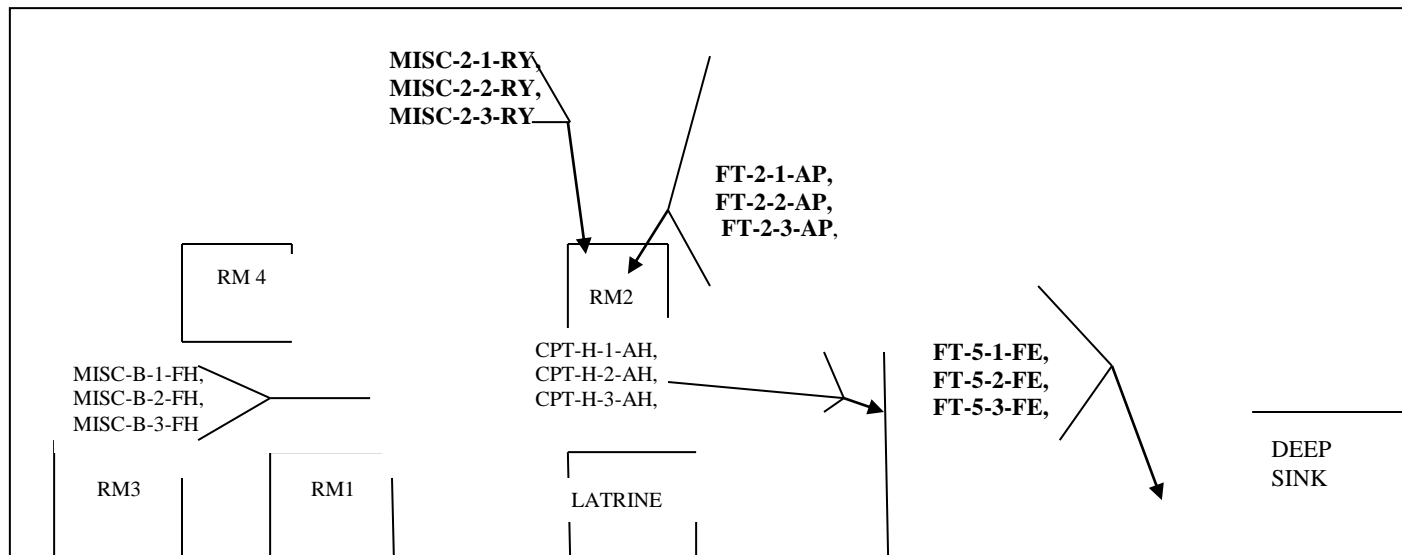 MISC-2-1-RY,
MISC-2-2-RY,
MISC-2-3-RY
FT-2-1-AP,
FT-2-2-AP,
FT-2-3-AP,
RM 4
RM2
CPT-H-1-AH,
CPT-H-2-AH,
CPT-H-3-AH,
FT-5-1-FE,
FT-5-2-FE,
FT-5-3-FE,
MISC-B-1-FH,
MISC-B-2-FH,
MISC-B-3-FH
DEEP
SINK
RM3
RM1
LATRINE